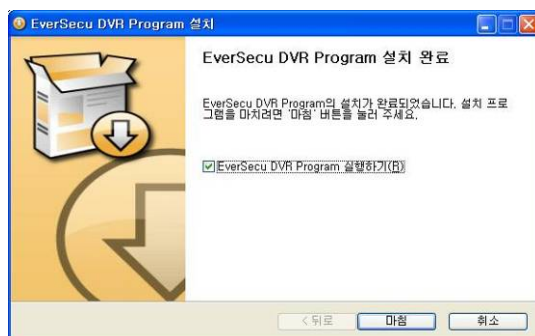 EverSecu DVR Program 설치
EverSecu DVR Program 설치 완료
EverSecu DVR Program의 설치가 완료되었습니다. 설치 프로
그램을 마치려면 '마침' 버튼을 눌러 주세요.
EverSecu DVR Program 실행하기(R)
< 뒤로
마침
취소